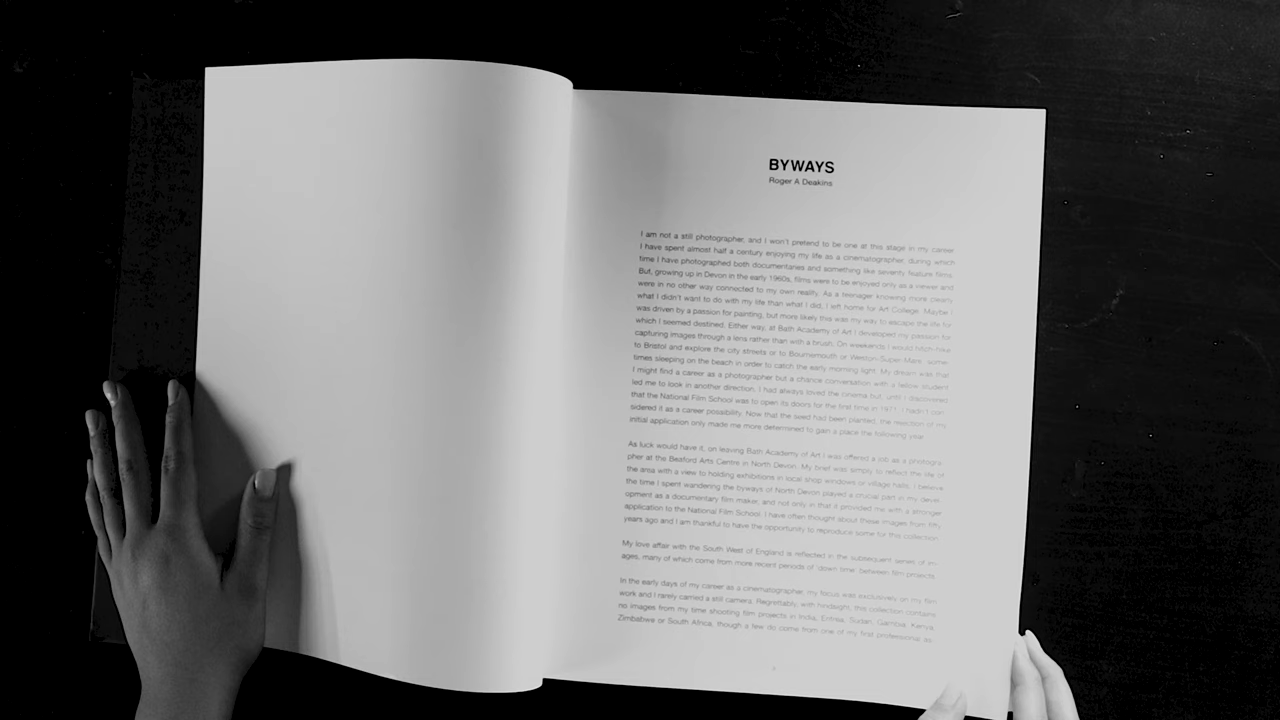 BYWAYS
Roger A Deakins
I am not a still photographer, and I won't pretend to be one at this stage in my career.
I have spent almost half a century enjoying my life as a cinematographer, during which
time I have photographed both documentaries and something like seventy feature films.
But, growing up in Devon in the early 1960s, films were to be enjoyed only as a viewer and
were in no other way connected to my own reality. As a teenager knowing more clearly
what I didn't want to do with my life than what I did, I left home for Art College. Maybe I
was driven by a passion for painting, but more likely this was my way to escape the life for
which I seemed destined. Either way, at Bath Academy of Art I developed my passion for
capturing images through a lens rather than with a brush. On weekends I would hitch-hike
to Bristol and explore the city streets or to Bournemouth or Weston-Super-Mare, some-
times sleeping on the beach in order to catch the early morning light. My dream was that
I might find a career as a photographer but a chance conversation with a fellow student
led me to look in another direction. I had always loved the cinema but, until I discovered
that the National Film School was to open its doors for the first time in 1971, I hadn't con-
sidered it as a career possibility. Now that the seed had been planted, the rejection of my
initial application only made me more determined to gain a place the following year.
As luck would have it, on leaving Bath Academy of Art I was offered a job as a photogra-
pher at the Beaford Arts Centre in North Devon. My brief was simply to reflect the life of
the area with a view to holding exhibitions in local shop windows or village halls. I believe
the time I spent wandering the byways of North Devon played a crucial part in my devel-
opment as a documentary film maker, and not only in that it provided me with a stronger
application to the National Film School. I have often thought about these images from fifty
years ago and I am thankful to have the opportunity to reproduce some for this collection.
My love affair with the South West of England is reflected in the subsequent series of im-
ages, many of which come from more recent periods of 'down time' between film projects.
In the early days of my career as a cinematographer, my focus was exclusively on my film
work and I rarely carried a still camera. Regrettably, with hindsight, this collection contains
no images from my time shooting film projects in India, Eritrea, Sudan, Gambia, Kenya,
Zimbabwe or South Africa, though a few do come from one of my first professional as-